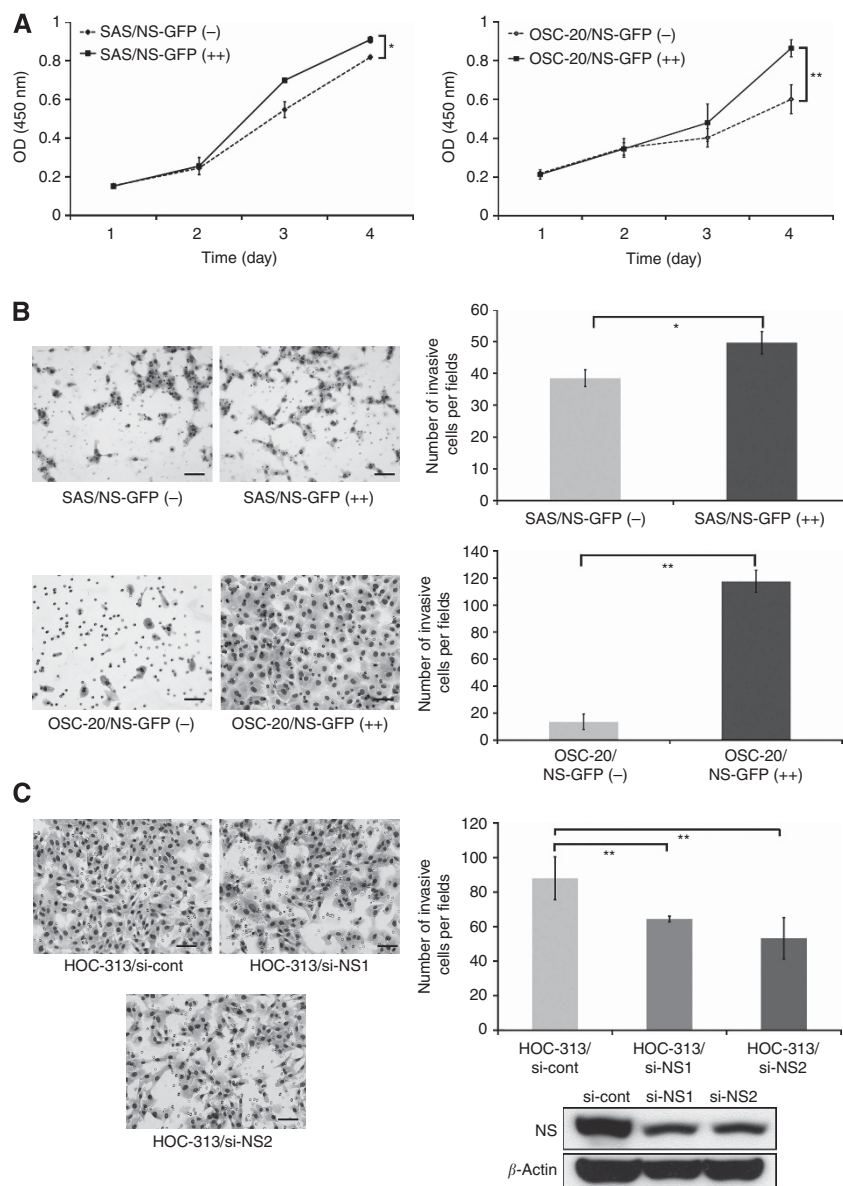 A
1
0.8
0.6
0.4
0.2
0
OD (450 nm)
SAS/NS-GFP (–)
SAS/NS-GFP (++)
*
1 2 3 4
Time (day)
1
0.8
0.6
0.4
0.2
0
OD (450 nm)
OSC-20/NS-GFP (–)
OSC-20/NS-GFP (++)
**
1 2 3 4
Time (day)
B
SAS/NS-GFP (–) SAS/NS-GFP (++)
60
50
40
30
20
10
0
Number of invasive
cells per fields
*
SAS/NS-GFP (–) SAS/NS-GFP (++)
OSC-20/NS-GFP (–) OSC-20/NS-GFP (++)
140
120
100
80
60
40
20
0
Number of invasive
cells per fields
**
OSC-20/ OSC-20/
NS-GFP (–) NS-GFP (++)
C
HOC-313/si-cont HOC-313/si-NS1
HOC-313/si-NS2
120
100
80
60
40
20
0
Number of invasive
cells per fields
**
**
HOC-313/ HOC-313/ HOC-313/
si-cont si-NS1 si-NS2
si-cont si-NS1 si-NS2
NS
β-Actin